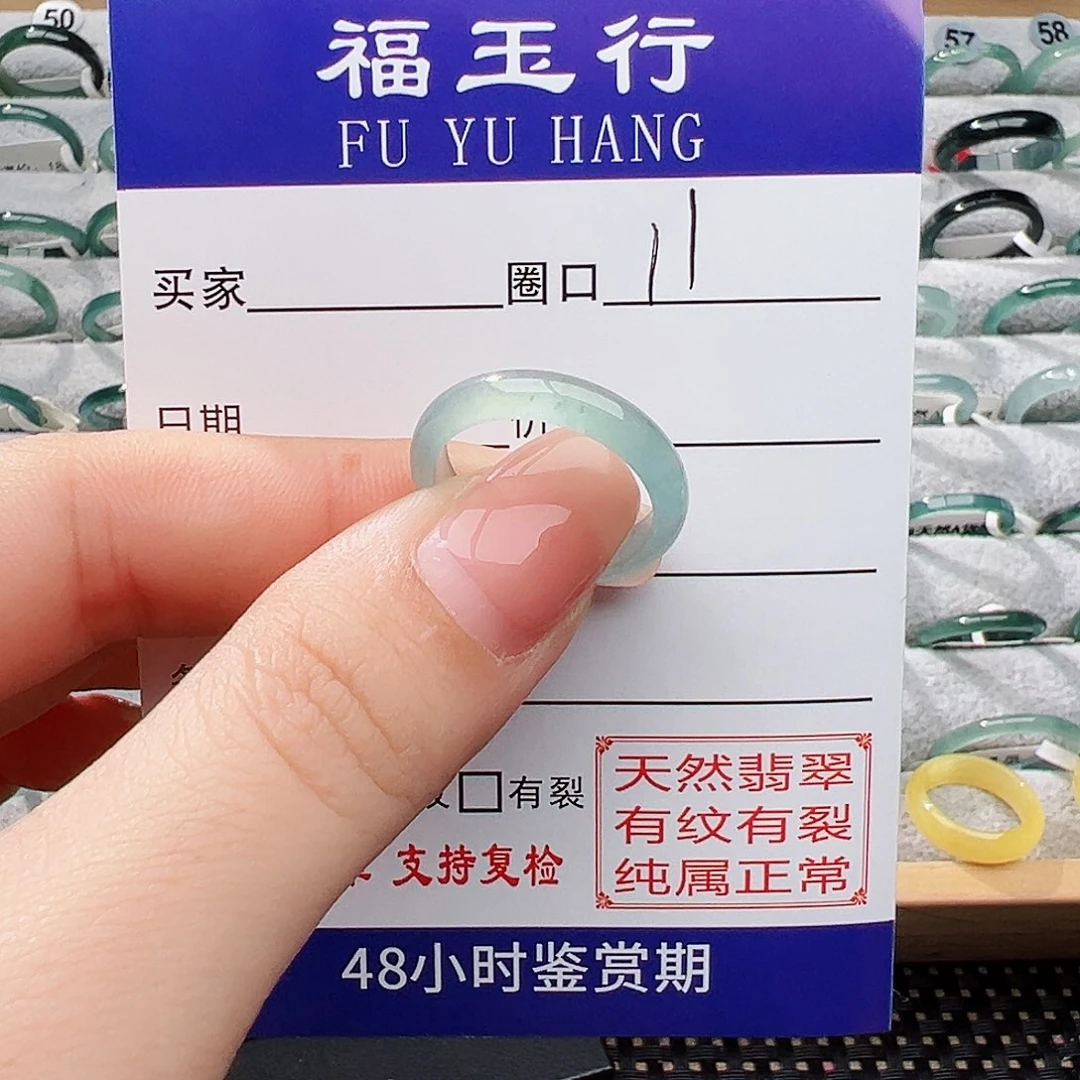 福玉行
FU YU HANG
买家 圈口 11
日期
有裂
支持复检
天然翡翠
有纹有裂
纯属正常
48小时鉴赏期
50
57
58